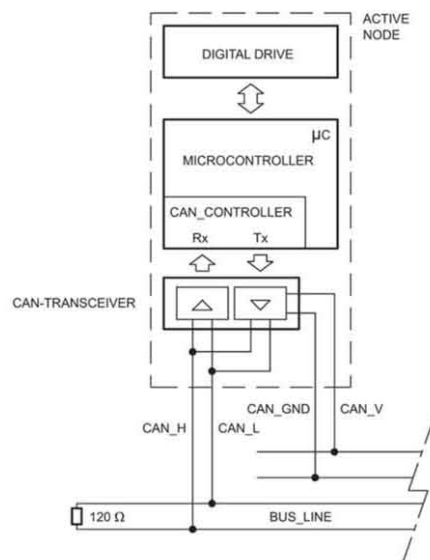 ACTIVE
NODE
DIGITAL DRIVE
µC
MICROCONTROLLER
CAN_CONTROLLER
Rx Tx
CAN-TRANSCEIVER
CAN_GND CAN_V
CAN_H CAN_L
120 Ω BUS_LINE